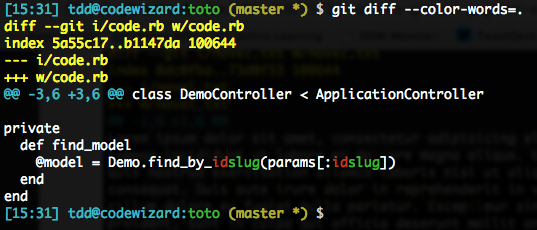 [15:31] tdd@codewizard:toto (master *) $ git diff --color-words=.
diff --git i/code.rb w/code.rb
index 5a55c17..b1147da 100644
--- i/code.rb
+++ w/code.rb
@@ -3,6 +3,6 @@ class DemoController < ApplicationController

private
  def find_model
    @model = Demo.find_by_idslug(params[:idslug])
  end
end
[15:31] tdd@codewizard:toto (master *) $